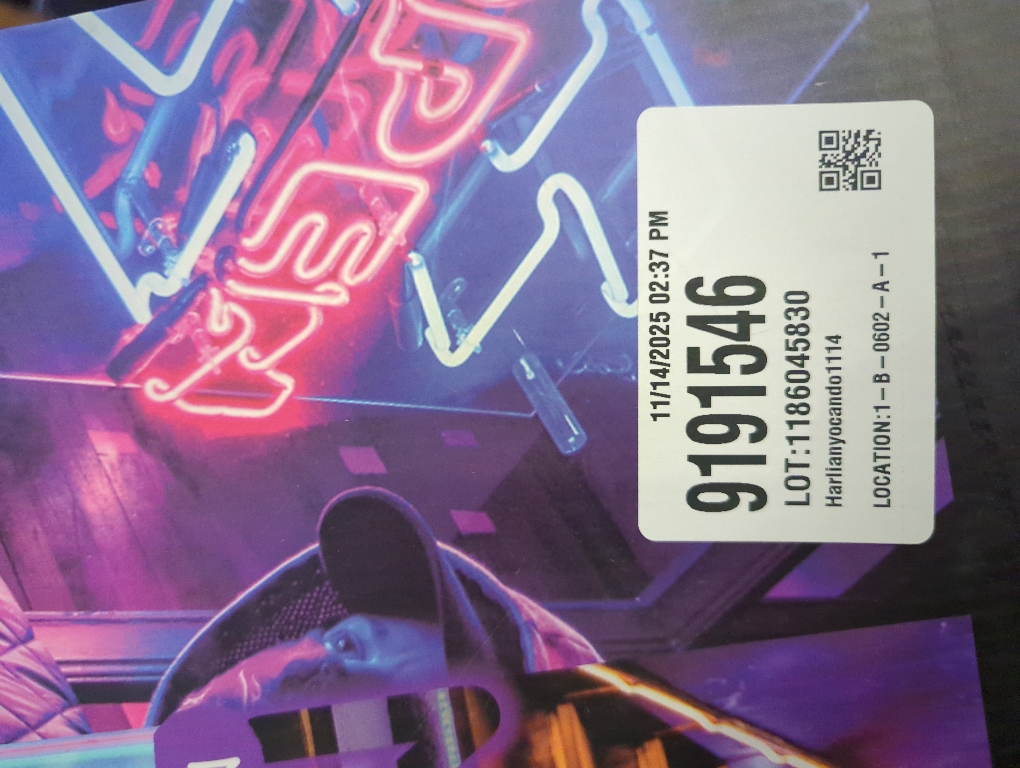 11/14/2025 02:37 PM
9191546
LOT:1186045830
Harlianyocando1114
LOCATION:1-B-0602-A-1